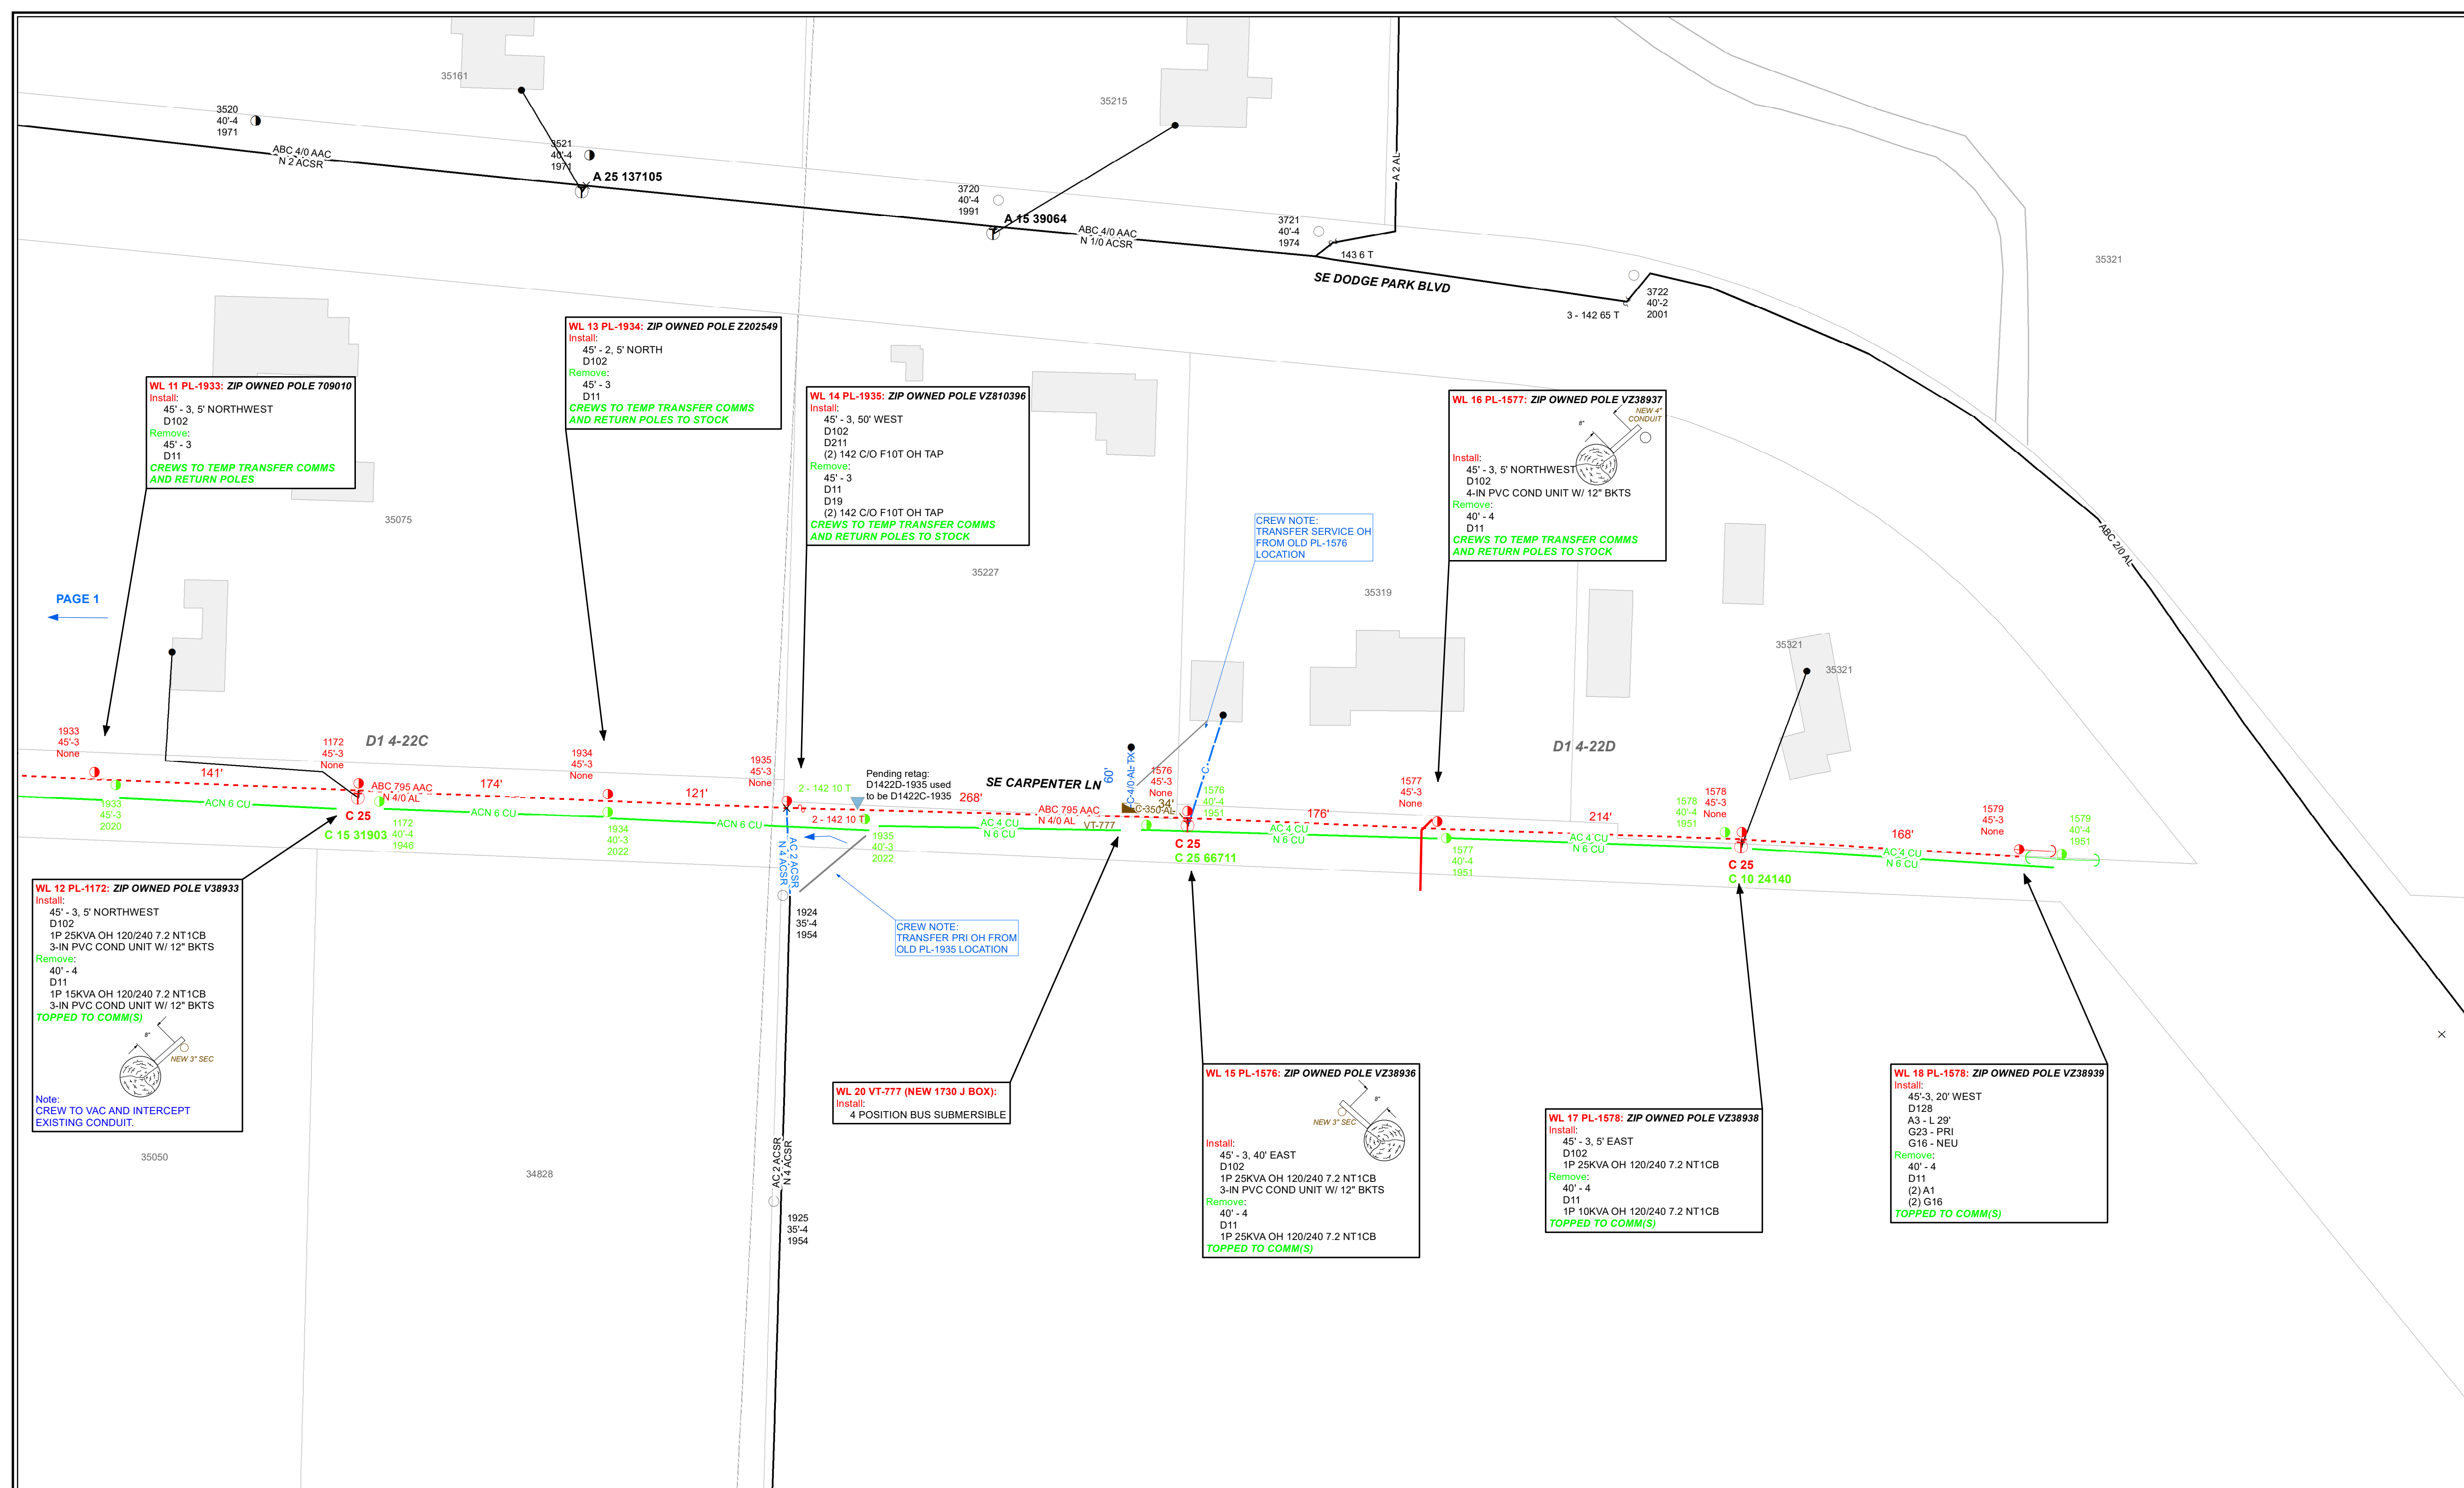 35161
35215
3520
40'-4
1971
ABC 4/0 AAC
N 2 ACSR
3521
40'-4
1971
A 25 137105
3720
40'-4
1991
A 15 39064
ABC 4/0 AAC
N 1/0 ACSR
3721
40'-4
1974
A 2 AL
143 6 T
SE DODGE PARK BLVD
3 - 142 65 T
3722
40'-2
2001
35321
ABC 2/0 AL
WL 11 PL-1933: ZIP OWNED POLE 709010
Install:
45' - 3, 5' NORTHWEST
D102
Remove:
45' - 3
D11
CREWS TO TEMP TRANSFER COMMS
AND RETURN POLES
WL 13 PL-1934: ZIP OWNED POLE Z202549
Install:
45' - 2, 5' NORTH
D102
Remove:
45' - 3
D11
CREWS TO TEMP TRANSFER COMMS
AND RETURN POLES TO STOCK
WL 14 PL-1935: ZIP OWNED POLE VZ810396
Install:
45' - 3, 50' WEST
D102
D211
(2) 142 C/O F10T OH TAP
Remove:
45' - 3
D11
D19
(2) 142 C/O F10T OH TAP
CREWS TO TEMP TRANSFER COMMS
AND RETURN POLES TO STOCK
WL 16 PL-1577: ZIP OWNED POLE VZ38937
NEW 4"
CONDUIT
8"
Install:
45' - 3, 5' NORTHWEST
D102
4-IN PVC COND UNIT W/ 12" BKTS
Remove:
40' - 4
D11
CREWS TO TEMP TRANSFER COMMS
AND RETURN POLES TO STOCK
CREW NOTE:
TRANSFER SERVICE OH
FROM OLD PL-1576
LOCATION
35075
35227
35319
35321
35321
PAGE 1
D1 4-22C
D1 4-22D
1933
45'-3
None
141'
1933
45'-3
2020
ACN 6 CU
1172
45'-3
None
ABC 795 AAC
N 4/0 AL
C 25
C 15 31903
1172
40'-4
1946
174'
ACN 6 CU
1934
45'-3
None
1934
40'-3
2022
121'
ACN 6 CU
1935
45'-3
None
2 - 142 10 T
2 - 142 10 T
Pending retag:
D1422D-1935 used
to be D1422C-1935
1935
40'-3
2022
AC 2 ACSR
N 4 ACSR
268'
SE CARPENTER LN
ABC 795 AAC
N 4/0 AL
AC 4 CU
N 6 CU
60'
C-4/0-AL-TX
34'
C-350-AL
VT-777
1576
45'-3
None
C
1576
40'-4
1951
C 25
C 25 66711
176'
AC 4 CU
N 6 CU
1577
45'-3
None
1577
40'-4
1951
214'
AC 4 CU
N 6 CU
1578
40'-4
1951
1578
45'-3
None
C 25
C 10 24140
168'
AC 4 CU
N 6 CU
1579
45'-3
None
1579
40'-4
1951
1924
35'-4
1954
CREW NOTE:
TRANSFER PRI OH FROM
OLD PL-1935 LOCATION
WL 12 PL-1172: ZIP OWNED POLE V38933
Install:
45' - 3, 5' NORTHWEST
D102
1P 25KVA OH 120/240 7.2 NT1CB
3-IN PVC COND UNIT W/ 12" BKTS
Remove:
40' - 4
D11
1P 15KVA OH 120/240 7.2 NT1CB
3-IN PVC COND UNIT W/ 12" BKTS
TOPPED TO COMM(S)
8"
NEW 3" SEC
Note:
CREW TO VAC AND INTERCEPT
EXISTING CONDUIT.
WL 20 VT-777 (NEW 1730 J BOX):
Install:
4 POSITION BUS SUBMERSIBLE
WL 15 PL-1576: ZIP OWNED POLE VZ38936
8"
NEW 3" SEC
Install:
45' - 3, 40' EAST
D102
1P 25KVA OH 120/240 7.2 NT1CB
3-IN PVC COND UNIT W/ 12" BKTS
Remove:
40' - 4
D11
1P 25KVA OH 120/240 7.2 NT1CB
TOPPED TO COMM(S)
WL 17 PL-1578: ZIP OWNED POLE VZ38938
Install:
45' - 3, 5' EAST
D102
1P 25KVA OH 120/240 7.2 NT1CB
Remove:
40' - 4
D11
1P 10KVA OH 120/240 7.2 NT1CB
TOPPED TO COMM(S)
WL 18 PL-1578: ZIP OWNED POLE VZ38939
Install:
45'-3, 20' WEST
D128
A3 - L 29'
G23 - PRI
G16 - NEU
Remove:
40' - 4
D11
(2) A1
(2) G16
TOPPED TO COMM(S)
35050
34828
AC 2 ACSR
N 4 ACSR
1925
35'-4
1954